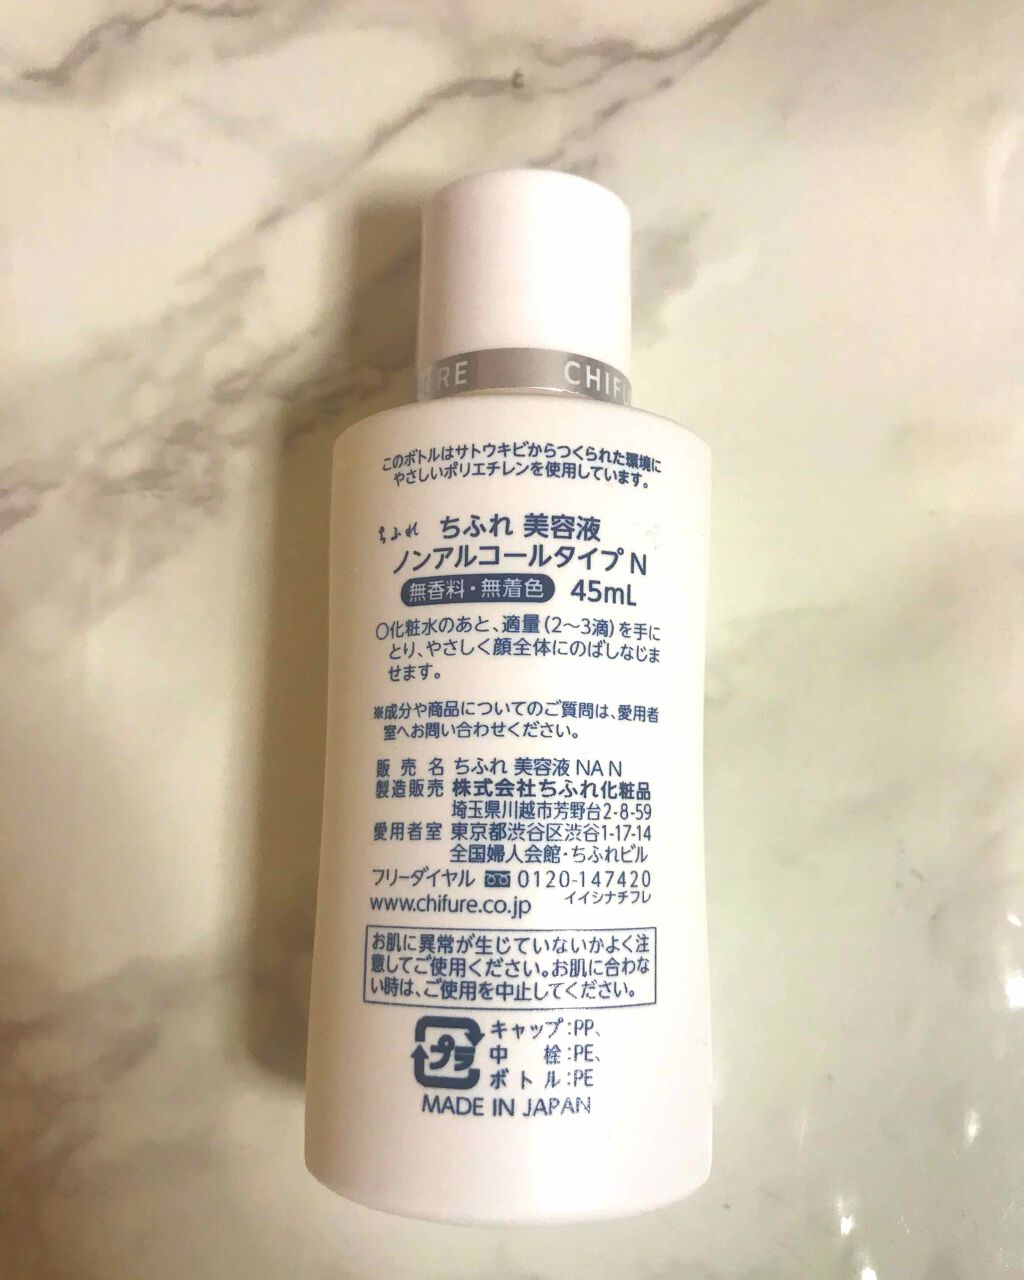 URE CHIFU
このボトルはサトウキビからつくられた環境に
やさしいポリエチレンを使用しています。
ちふれ ちふれ 美容液
ノンアルコールタイプ N
無香料・無着色 45mL
○化粧水のあと、適量(2〜3滴)を手に
とり、やさしく顔全体にのばしなじま
せます。
※成分や商品についてのご質問は、愛用者
室へお問い合わせください。
販売名 ちふれ 美容液 NA N
製造販売 株式会社ちふれ化粧品
埼玉県川越市芳野台2-8-59
愛用者室 東京都渋谷区渋谷1-17-14
全国婦人会館・ちふれビル
フリーダイヤル 0120-147420
www.chifure.co.jp イイシナチフレ
お肌に異常が生じていないかよく注
意してご使用ください。お肌に合わな
い時は、ご使用を中止してください。
プラ キャップ:PP、
中栓:PE、
ボトル:PE
MADE IN JAPAN